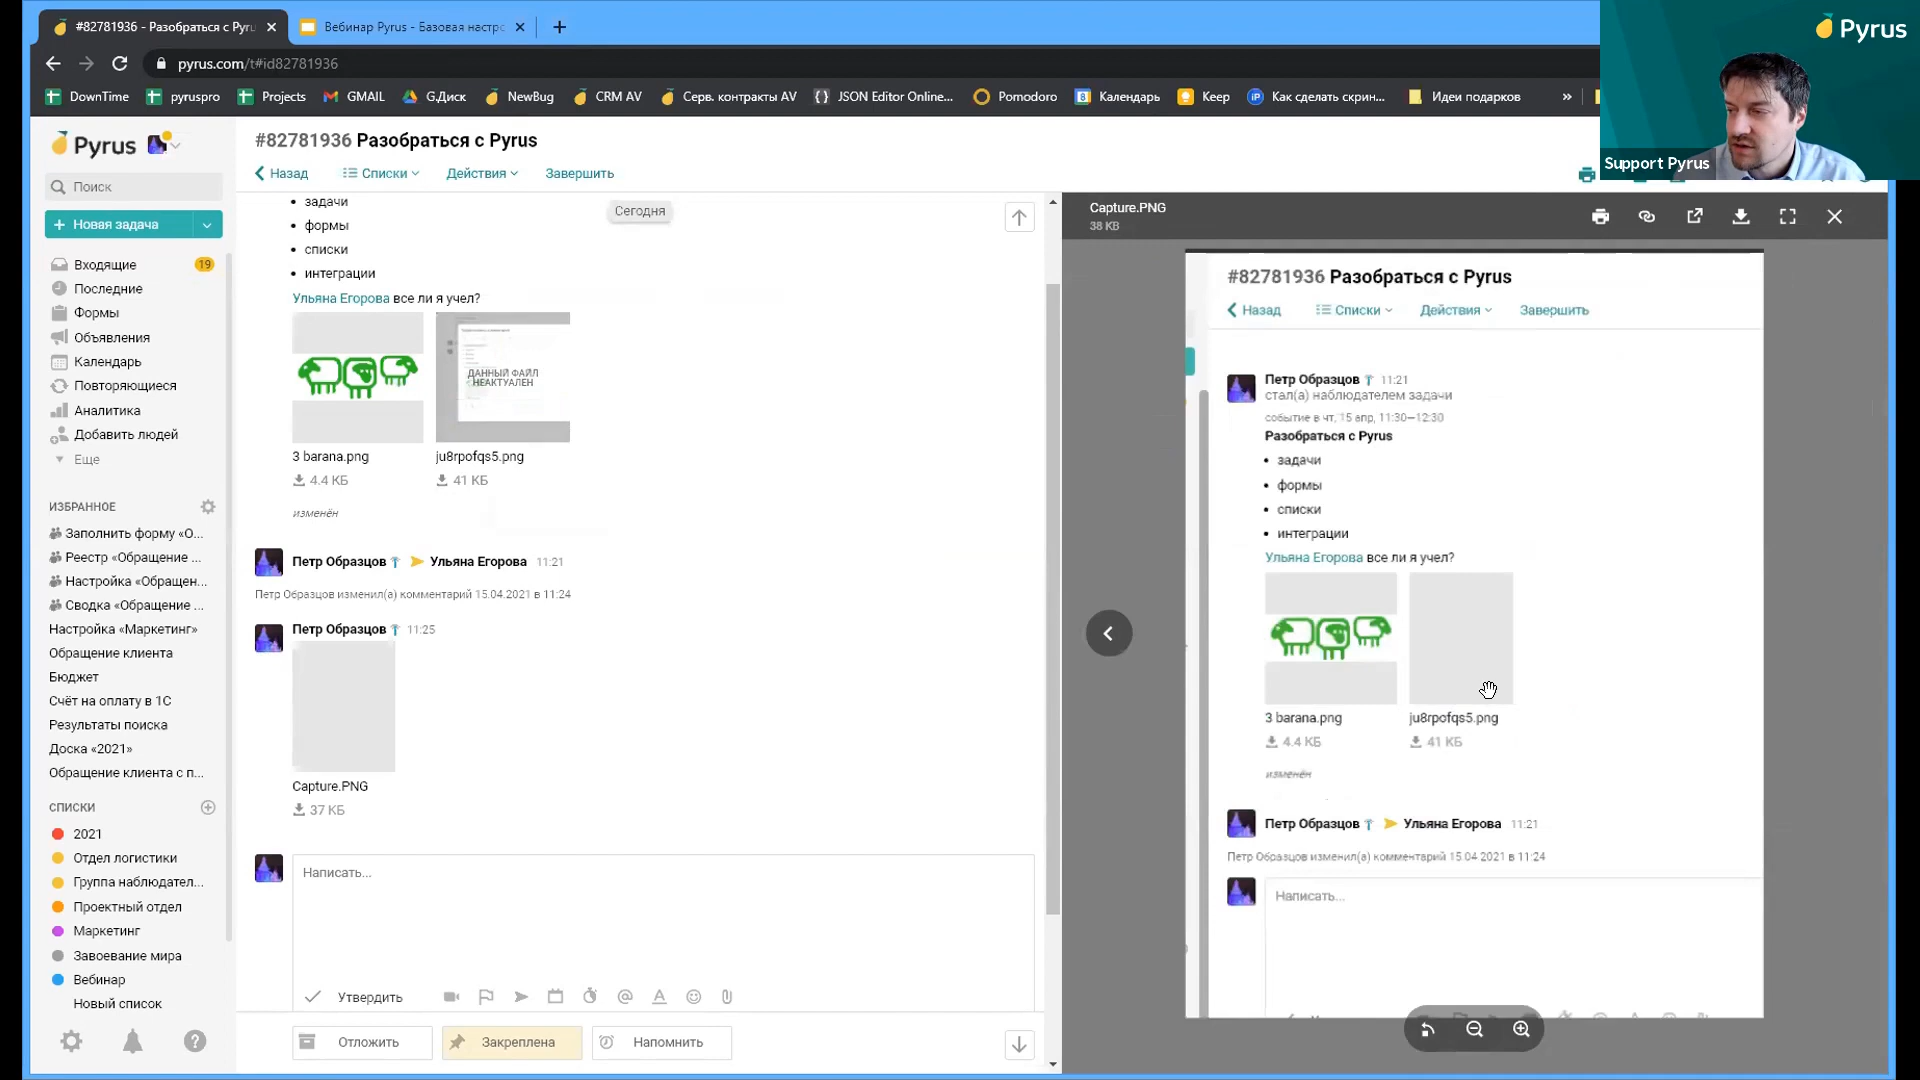 #82781936 - Разобраться с Pyru
Вебинар Pyrus - Базовая настро
pyrus.com/t#id82781936
DownTime
pyruspro
Projects
GMAIL
G.Диск
NewBug
CRM AV
Серв. контракты AV
JSON Editor Online...
Pomodoro
Календарь
Keep
Как сделать скрин...
Идеи подарков
»
Pyrus
Support Pyrus
Pyrus
Поиск
Новая задача
Входящие 19
Последние
Формы
Объявления
Календарь
Повторяющиеся
Аналитика
Добавить людей
Еще
ИЗБРАННОЕ
Заполнить форму «О...
Реестр «Обращение ...
Настройка «Обращен...
Сводка «Обращение ...
Настройка «Маркетинг»
Обращение клиента
Бюджет
Счёт на оплату в 1С
Результаты поиска
Доска «2021»
Обращение клиента с п...
СПИСКИ
2021
Отдел логистики
Группа наблюдател...
Проектный отдел
Маркетинг
Завоевание мира
Вебинар
Новый список
#82781936 Разобраться с Pyrus
Назад
Списки
Действия
Завершить
Сегодня
• задачи
• формы
• списки
• интеграции
Ульяна Егорова все ли я учел?
ДАННЫЙ ФАЙЛ
НЕАКТУАЛЕН
3 barana.png
ju8rpofqs5.png
4.4 КБ
41 КБ
изменён
Петр Образцов Ульяна Егорова 11:21
Петр Образцов изменил(а) комментарий 15.04.2021 в 11:24
Петр Образцов 11:25
Capture.PNG
37 КБ
Написать...
Утвердить
Отложить
Закреплена
Напомнить
Capture.PNG
38 KB
#82781936 Разобраться с Pyrus
Назад
Списки
Действия
Завершить
Петр Образцов 11:21
стал(а) наблюдателем задачи
событие в чт, 15 апр, 11:30—12:30
Разобраться с Pyrus
• задачи
• формы
• списки
• интеграции
Ульяна Егорова все ли я учел?
3 barana.png
ju8rpofqs5.png
4.4 КБ
41 КБ
изменён
Петр Образцов Ульяна Егорова 11:21
Петр Образцов изменил(а) комментарий 15.04.2021 в 11:24
Написать...